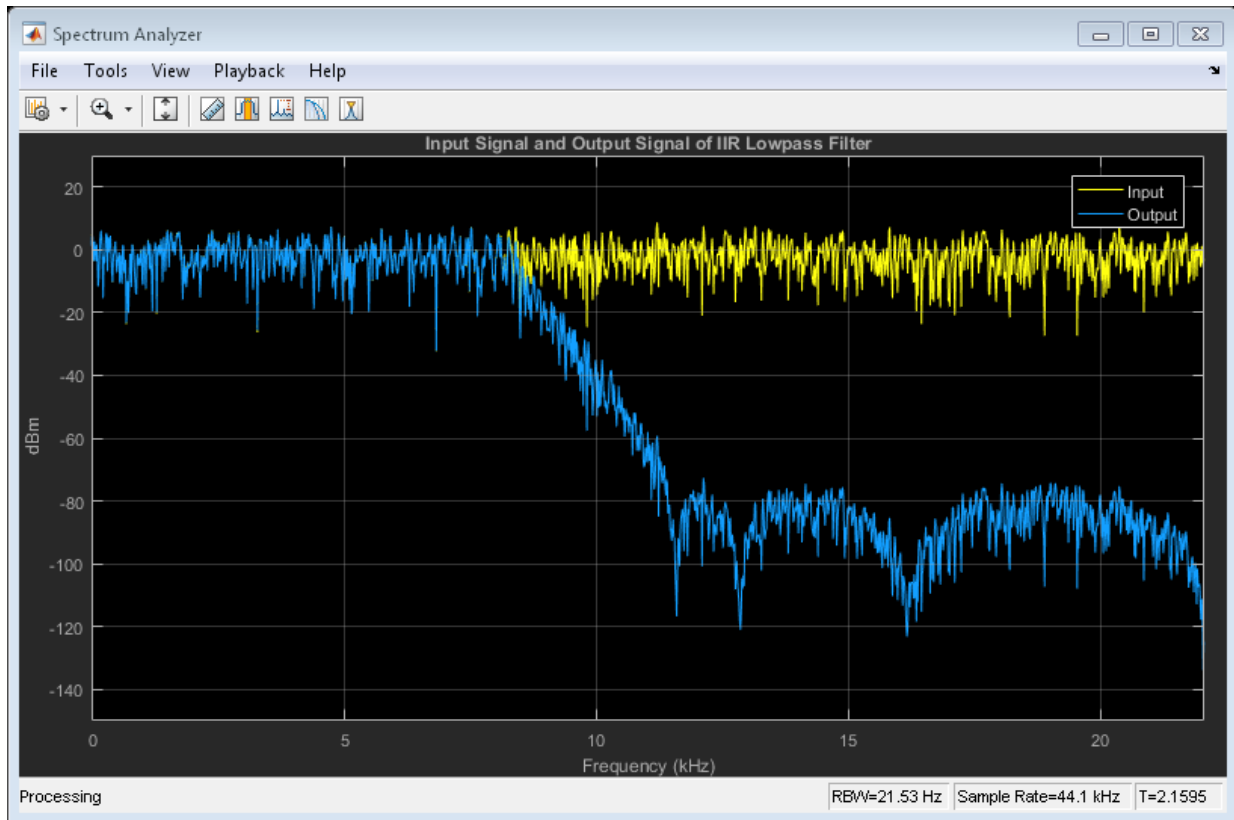 Spectrum Analyzer
File Tools View Playback Help
Input Signal and Output Signal of IIR Lowpass Filter
Input
Output
20
0
-20
-40
-60
-80
-100
-120
-140
dBm
0 5 10 15 20
Frequency (kHz)
Processing RBW=21.53 Hz Sample Rate=44.1 kHz T=2.1595